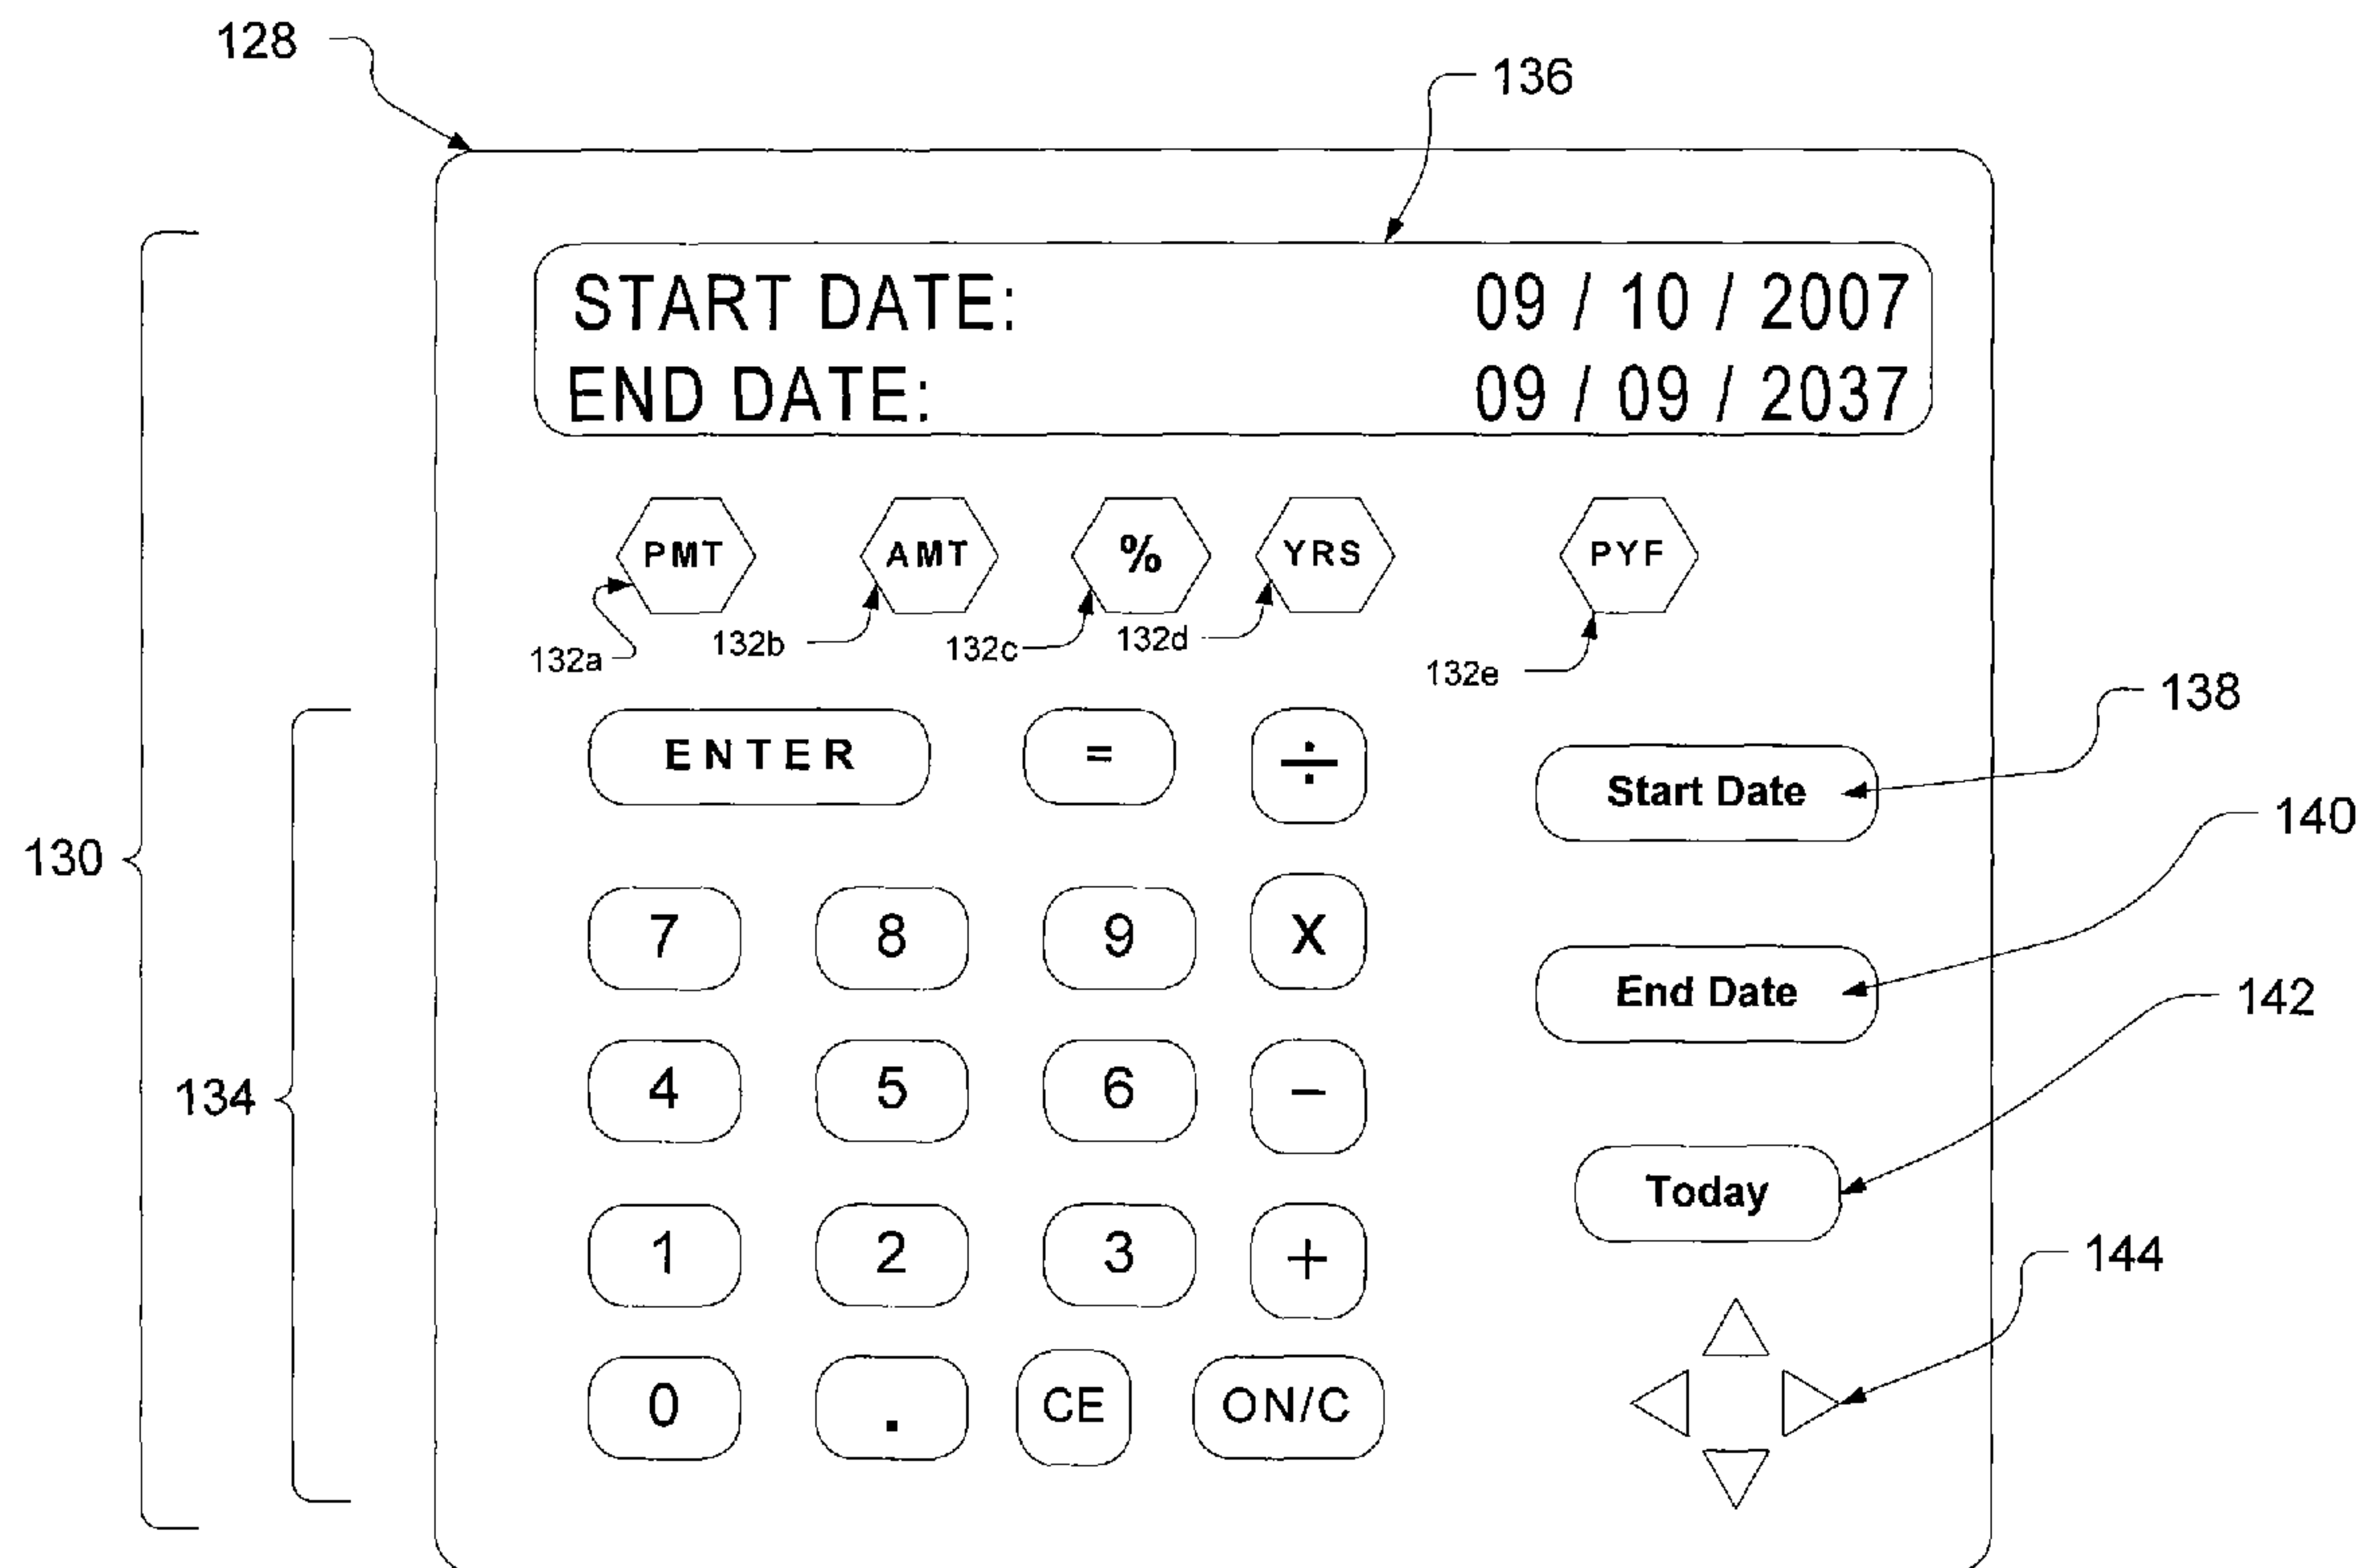 128
136
START DATE: 09 / 10 / 2007
END DATE: 09 / 09 / 2037
PMT AMT % YRS PYF
132a 132b 132c 132d 132e
138
ENTER = ÷ Start Date
140
130
7 8 9 X
End Date
142
134
4 5 6 −
Today
1 2 3 +
144
0 . CE ON/C